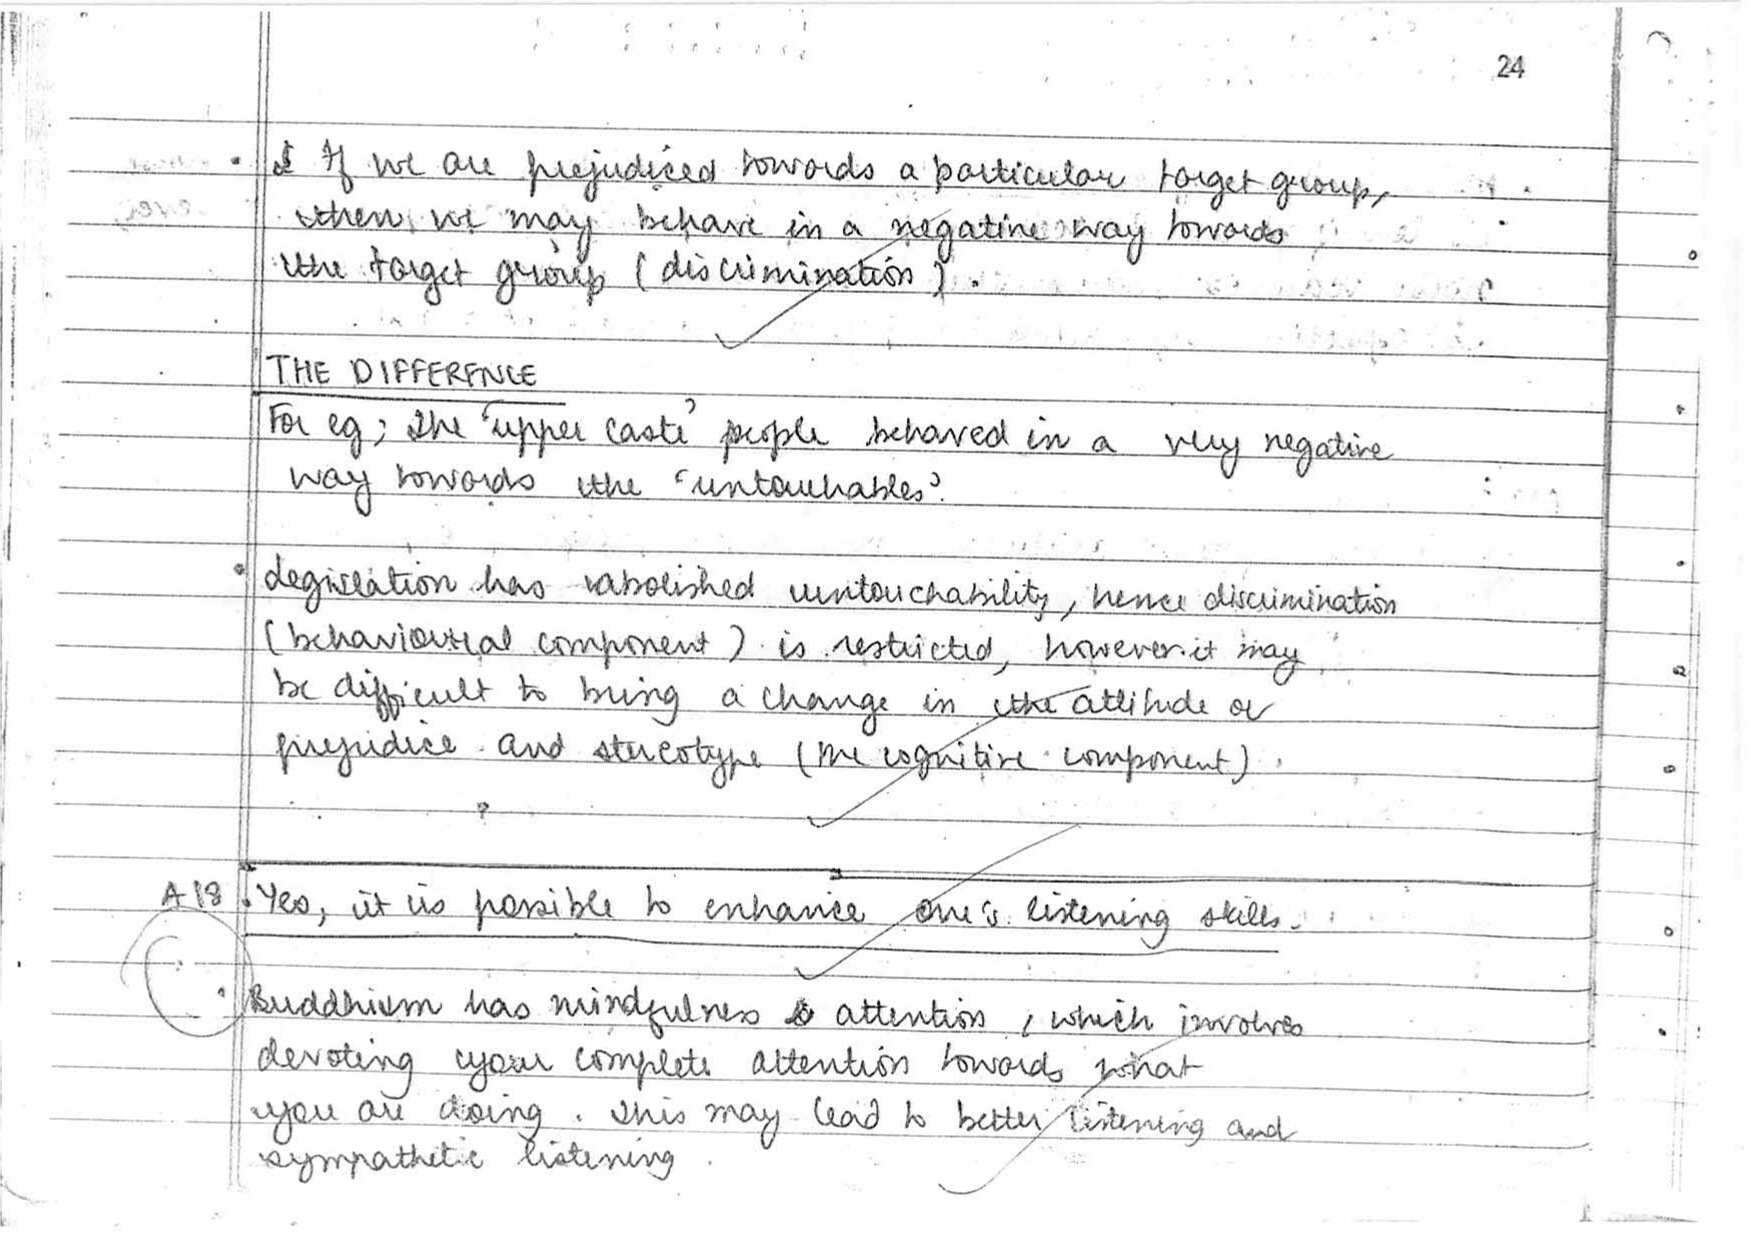 24
• If we are prejudiced towards a particular target group,
then, we may behave in a negative way towards
the target group (discrimination).
THE DIFFERENCE
For eg; The 'upper caste' people behaved in a very negative
way towards the 'untouchables'.
• Legislation has abolished untouchability, hence discrimination
(behavioural component) is restricted, however it may
be difficult to bring a change in the attitude or
prejudice and stereotype (the cognitive component).
A18 • Yes, it is possible to enhance one's listening skills.
• Buddhism has mindfulness & attention, which involves
devoting your complete attention towards what
you are doing. This may lead to better listening and
sympathetic listening.